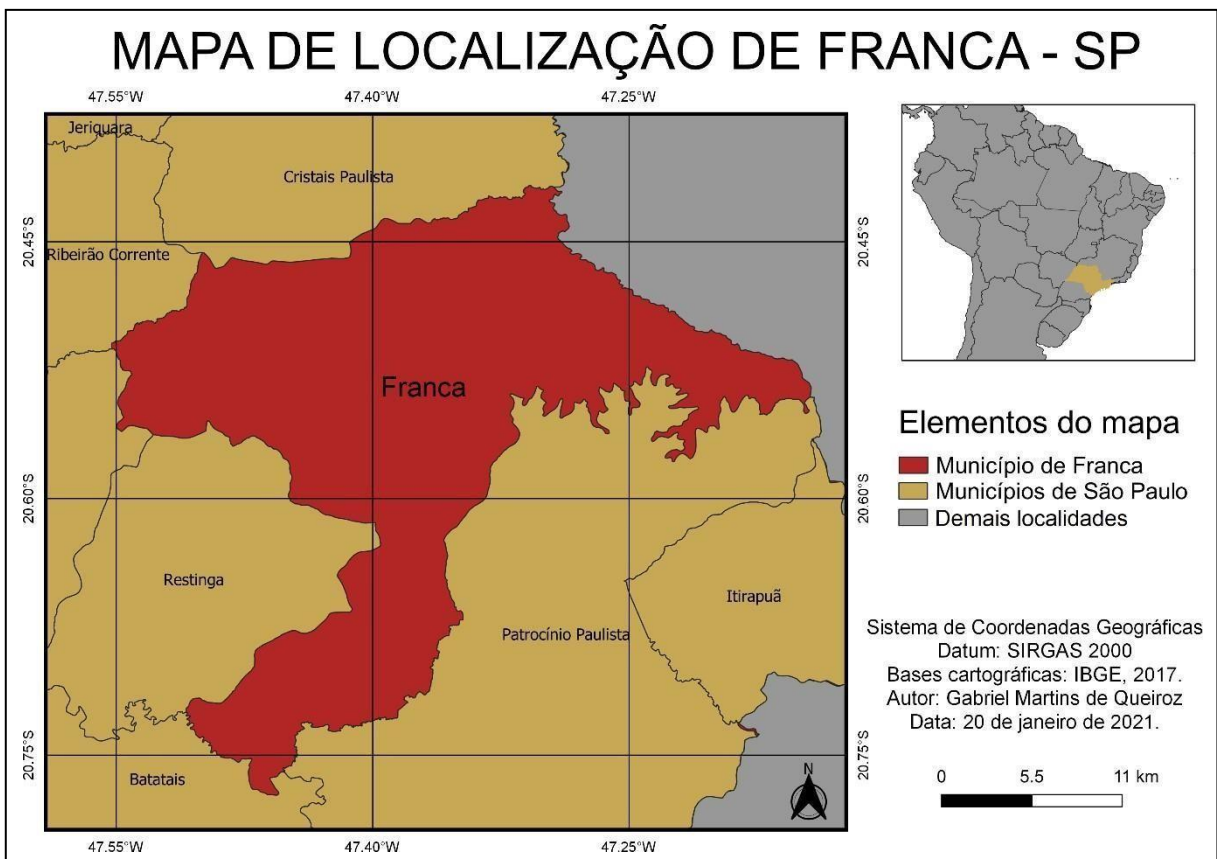 MAPA DE LOCALIZAÇÃO DE FRANCA - SP
47.55°W 47.40°W 47.25°W
Jeriquara
Cristais Paulista
20.45°S
20.45°S
Ribeirão Corrente
Franca
20.60°S
20.60°S
Restinga
Itirapuã
Patrocínio Paulista
20.75°S
20.75°S
Batatais
N
47.55°W 47.40°W 47.25°W
Elementos do mapa
Município de Franca
Municípios de São Paulo
Demais localidades
Sistema de Coordenadas Geográficas
Datum: SIRGAS 2000
Bases cartográficas: IBGE, 2017.
Autor: Gabriel Martins de Queiroz
Data: 20 de janeiro de 2021.
0 5.5 11 km